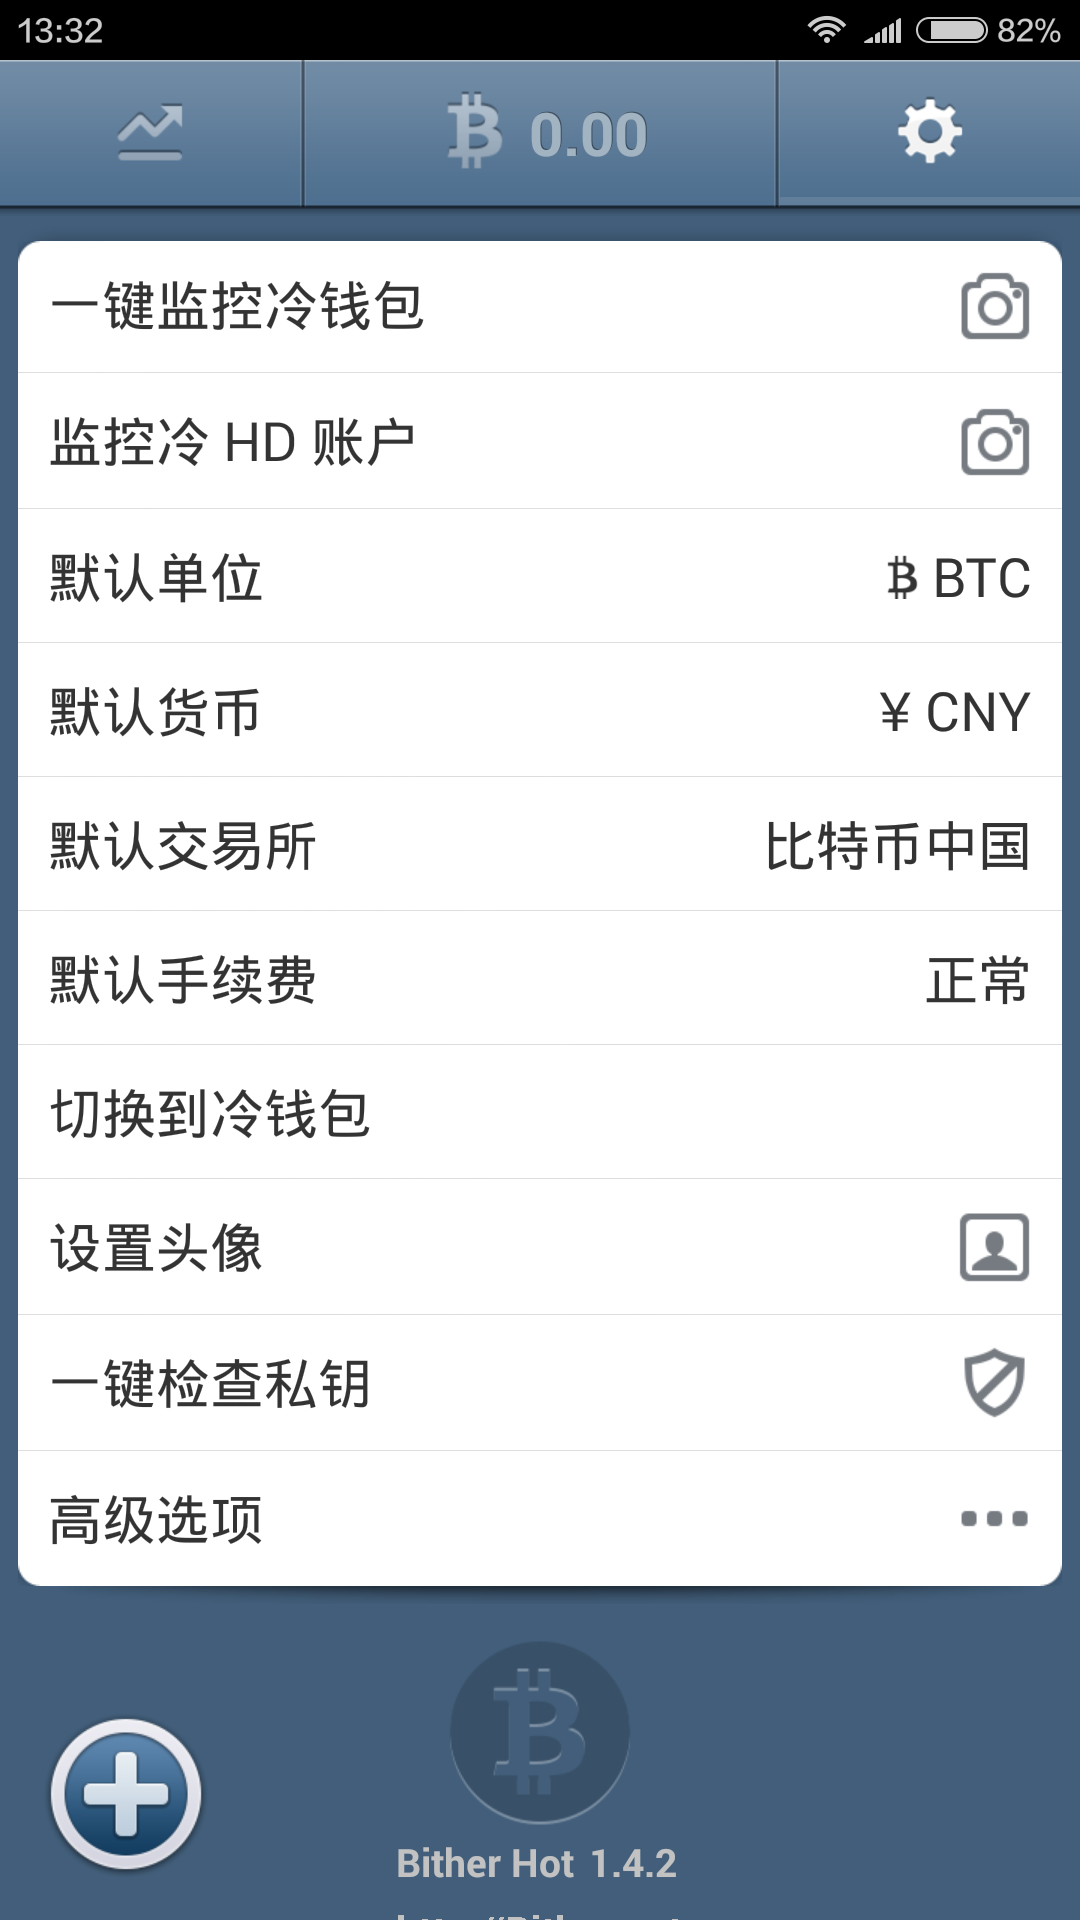 13:32
82%
0.00
一键监控冷钱包
监控冷 HD 账户
默认单位
BTC
默认货币
¥ CNY
默认交易所
比特币中国
默认手续费
正常
切换到冷钱包
设置头像
一键检查私钥
高级选项
Bither Hot 1.4.2